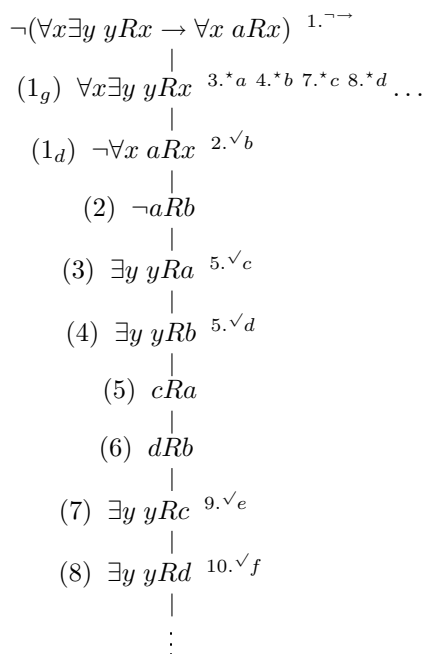 ¬(∀x∃y yRx → ∀x aRx) 1.¬→
(1g) ∀x∃y yRx 3.⋆a 4.⋆b 7.⋆c 8.⋆d ...
(1d) ¬∀x aRx 2.√b
(2) ¬aRb
(3) ∃y yRa 5.√c
(4) ∃y yRb 5.√d
(5) cRa
(6) dRb
(7) ∃y yRc 9.√e
(8) ∃y yRd 10.√f
⋮